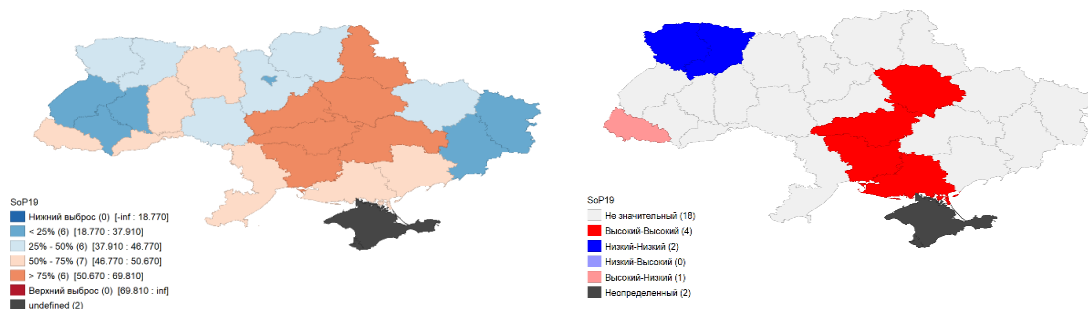 SoP19
Нижний выброс (0) [-inf : 18.770]
< 25% (6) [18.770 : 37.910]
25% - 50% (6) [37.910 : 46.770]
50% - 75% (7) [46.770 : 50.670]
> 75% (6) [50.670 : 69.810]
Верхний выброс (0) [69.810 : inf]
undefined (2)
SoP19
Не значительный (18)
Высокий-Высокий (4)
Низкий-Низкий (2)
Низкий-Высокий (0)
Высокий-Низкий (1)
Неопределенный (2)